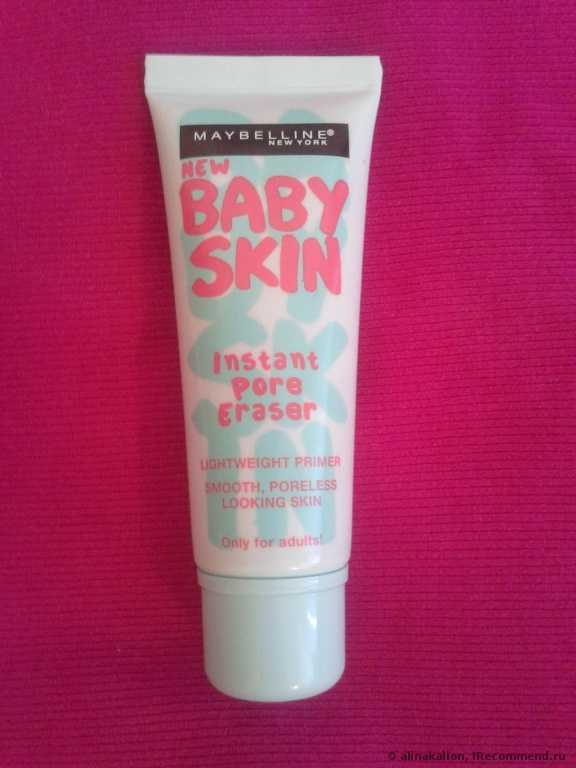 MAYBELLINE®
NEW YORK
NEW
BABY
SKIN
Instant
Pore
Eraser
LIGHTWEIGHT PRIMER
SMOOTH, PORELESS
LOOKING SKIN
Only for adults!
© alinakalion, IRecommend.ru